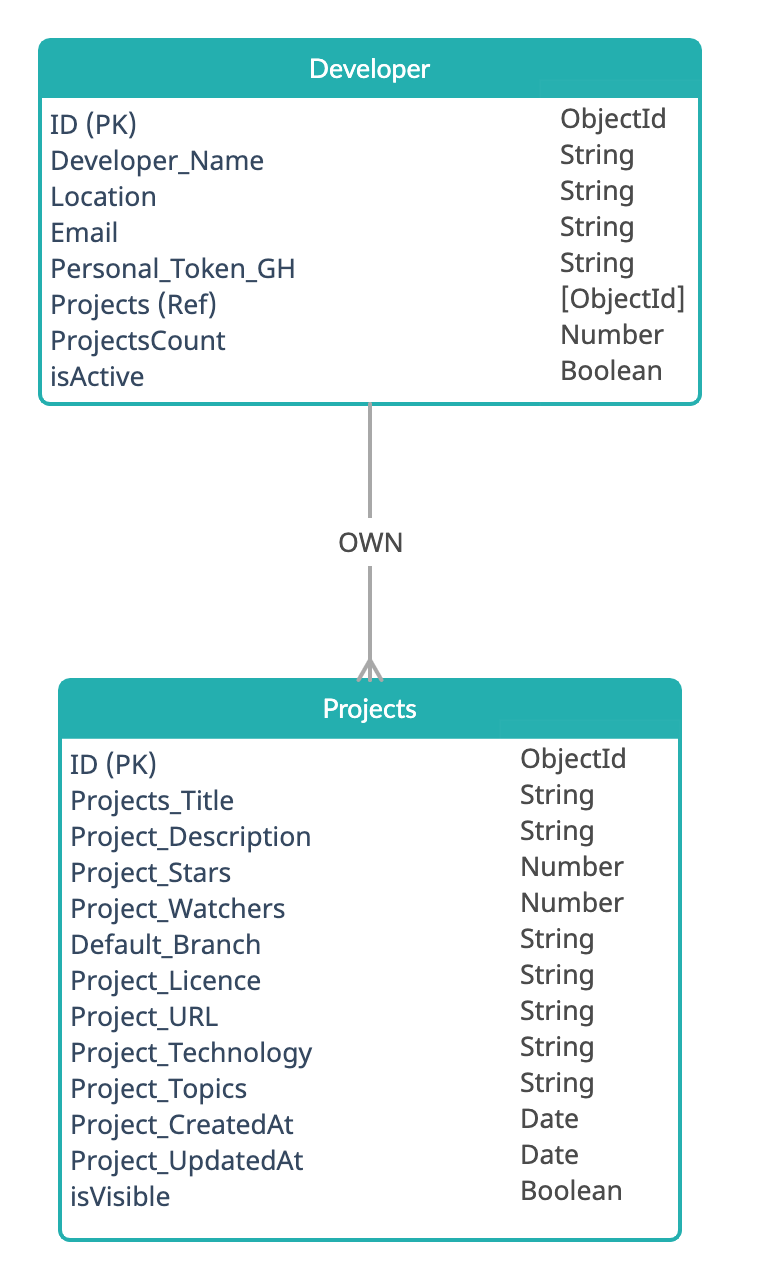 Developer
ID (PK) ObjectId
Developer_Name String
Location String
Email String
Personal_Token_GH String
Projects (Ref) [ObjectId]
ProjectsCount Number
isActive Boolean
OWN
Projects
ID (PK) ObjectId
Projects_Title String
Project_Description String
Project_Stars Number
Project_Watchers Number
Default_Branch String
Project_Licence String
Project_URL String
Project_Technology String
Project_Topics String
Project_CreatedAt Date
Project_UpdatedAt Date
isVisible Boolean